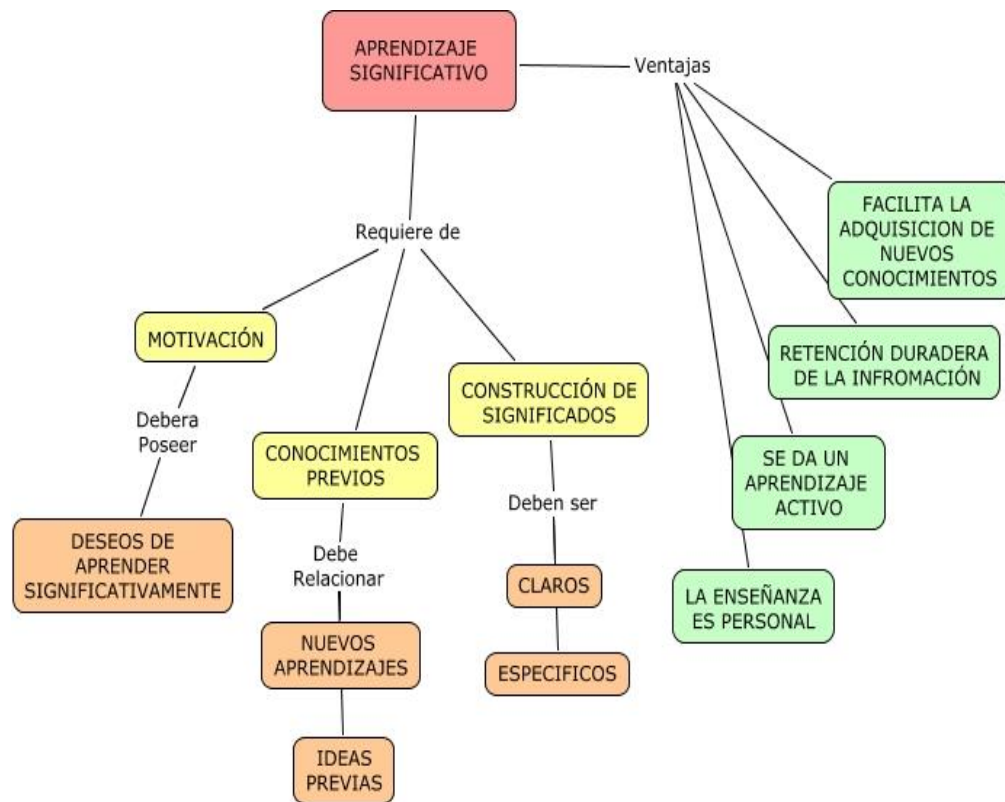 APRENDIZAJE
SIGNIFICATIVO
Ventajas
FACILITA LA
ADQUISICION DE
NUEVOS
CONOCIMIENTOS
RETENCIÓN DURADERA
DE LA INFROMACIÓN
SE DA UN
APRENDIZAJE
ACTIVO
LA ENSEÑANZA
ES PERSONAL
Requiere de
MOTIVACIÓN
Debera
Poseer
DESEOS DE
APRENDER
SIGNIFICATIVAMENTE
CONOCIMIENTOS
PREVIOS
Debe
Relacionar
NUEVOS
APRENDIZAJES
IDEAS
PREVIAS
CONSTRUCCIÓN DE
SIGNIFICADOS
Deben ser
CLAROS
ESPECIFICOS